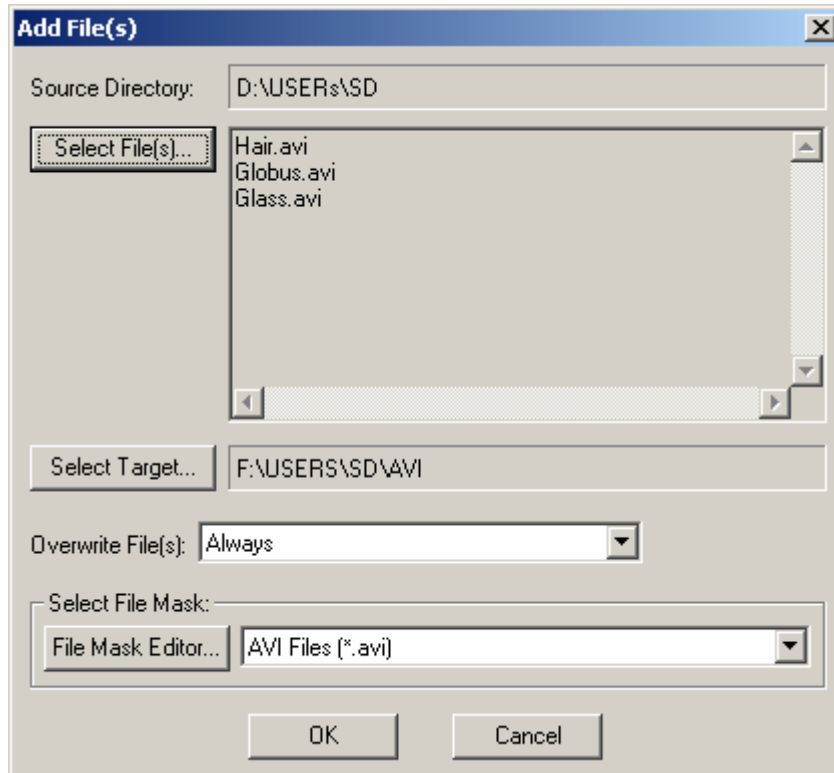 Add File(s)
Source Directory: D:\USERs\SD
Select File(s)... Hair.avi
Globus.avi
Glass.avi
Select Target... F:\USERS\SD\AVI
Overwrite File(s): Always
Select File Mask:
File Mask Editor... AVI Files (*.avi)
OK Cancel